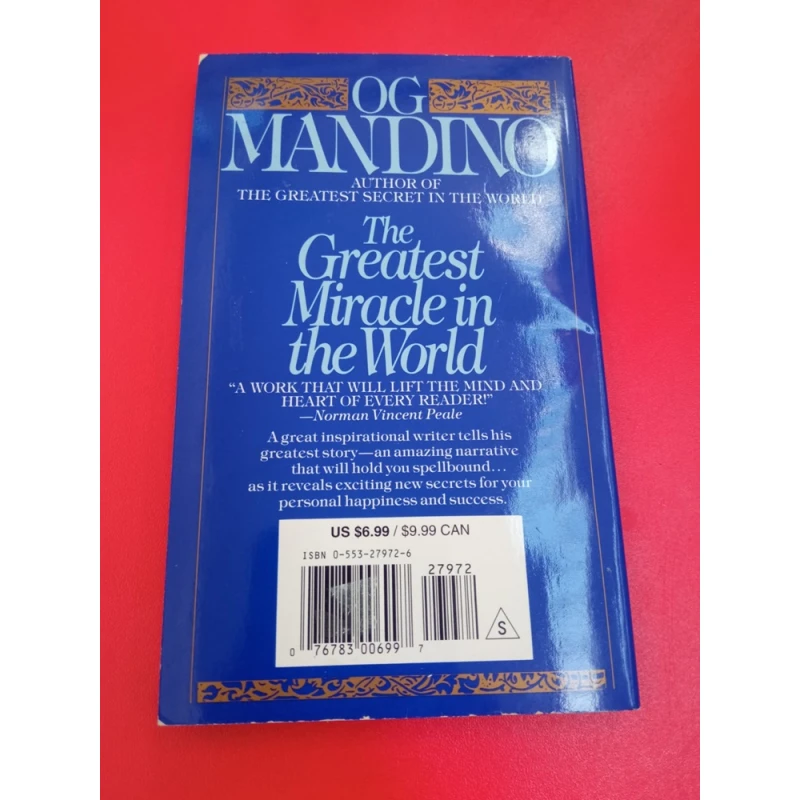 OG
MANDINO
AUTHOR OF
THE GREATEST SECRET IN THE WORLD
The
Greatest
Miracle in
the World
“A WORK THAT WILL LIFT THE MIND AND
HEART OF EVERY READER!”
—Norman Vincent Peale
A great inspirational writer tells his
greatest story—an amazing narrative
that will hold you spellbound...
as it reveals exciting new secrets for your
personal happiness and success.
US $6.99 / $9.99 CAN
ISBN 0-553-27972-6
27972
S
0 76783 00699 7